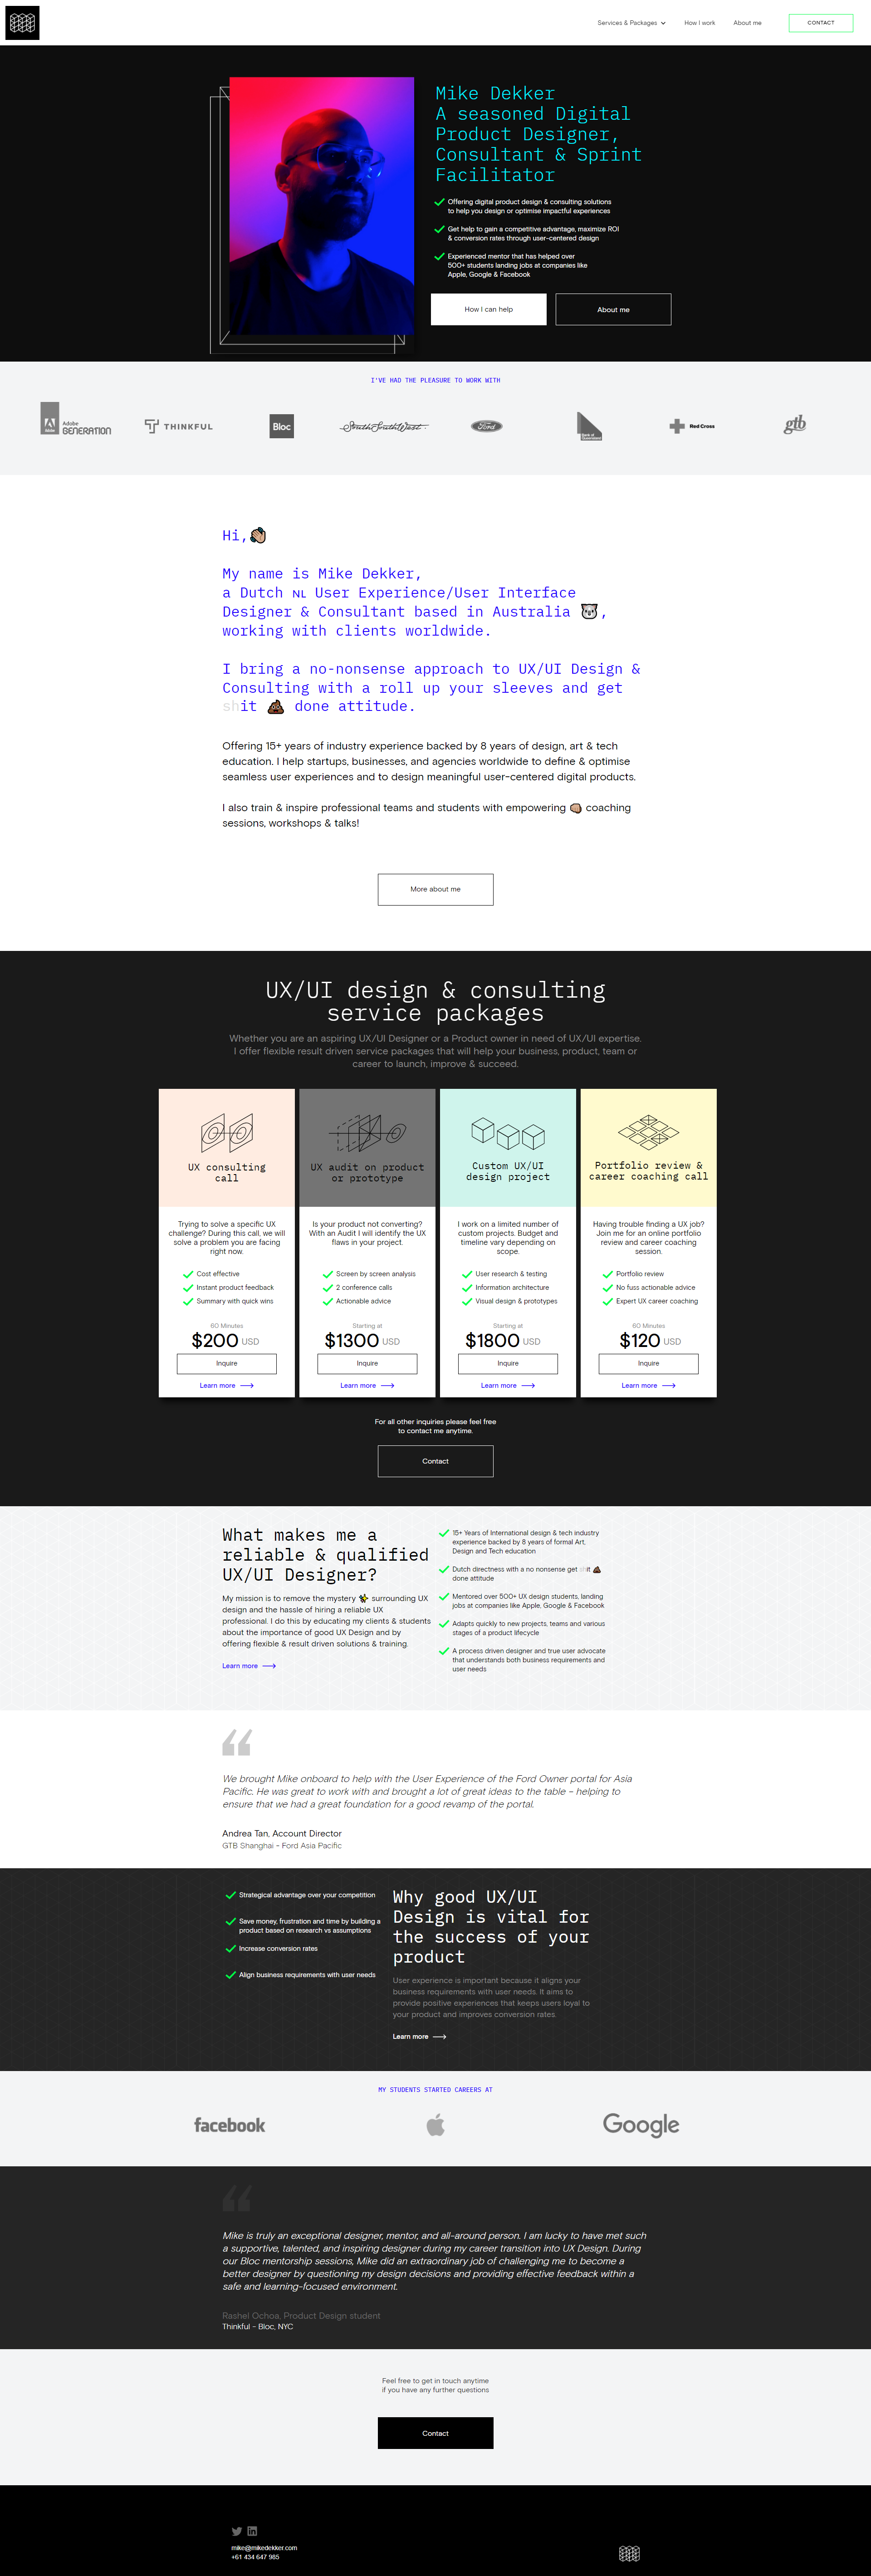 Services & Packages
How I work
About me
CONTACT
Mike Dekker
A seasoned Digital
Product Designer,
Consultant & Sprint
Facilitator
Offering digital product design & consulting solutions
to help you design or optimise impactful experiences
Get help to gain a competitive advantage, maximize ROI
& conversion rates through user-centered design
Experienced mentor that has helped over
500+ students landing jobs at companies like
Apple, Google & Facebook
How I can help
About me
I'VE HAD THE PLEASURE TO WORK WITH
Adobe
Adobe
GENERATION
THINKFUL
Bloc
SouthSouthWest
Ford
Bank of
Queensland
Red Cross
gtb
Hi,
My name is Mike Dekker,
a Dutch NL User Experience/User Interface
Designer & Consultant based in Australia ,
working with clients worldwide.
I bring a no-nonsense approach to UX/UI Design &
Consulting with a roll up your sleeves and get
shit done attitude.
Offering 15+ years of industry experience backed by 8 years of design, art & tech
education. I help startups, businesses, and agencies worldwide to define & optimise
seamless user experiences and to design meaningful user-centered digital products.
I also train & inspire professional teams and students with empowering coaching
sessions, workshops & talks!
More about me
UX/UI design & consulting
service packages
Whether you are an aspiring UX/UI Designer or a Product owner in need of UX/UI expertise.
I offer flexible result driven service packages that will help your business, product, team or
career to launch, improve & succeed.
UX consulting
call
Trying to solve a specific UX
challenge? During this call, we will
solve a problem you are facing
right now.
Cost effective
Instant product feedback
Summary with quick wins
60 Minutes
$200 USD
Inquire
Learn more
UX audit on product
or prototype
Is your product not converting?
With an Audit I will identify the UX
flaws in your project.
Screen by screen analysis
2 conference calls
Actionable advice
Starting at
$1300 USD
Inquire
Learn more
Custom UX/UI
design project
I work on a limited number of
custom projects. Budget and
timeline vary depending on
scope.
User research & testing
Information architecture
Visual design & prototypes
Starting at
$1800 USD
Inquire
Learn more
Portfolio review &
career coaching call
Having trouble finding a UX job?
Join me for an online portfolio
review and career coaching
session.
Portfolio review
No fuss actionable advice
Expert UX career coaching
60 Minutes
$120 USD
Inquire
Learn more
For all other inquiries please feel free
to contact me anytime.
Contact
What makes me a
reliable & qualified
UX/UI Designer?
My mission is to remove the mystery surrounding UX
design and the hassle of hiring a reliable UX
professional. I do this by educating my clients & students
about the importance of good UX Design and by
offering flexible & result driven solutions & training.
Learn more
15+ Years of International design & tech industry
experience backed by 8 years of formal Art,
Design and Tech education
Dutch directness with a no nonsense get shit
done attitude
Mentored over 500+ UX design students, landing
jobs at companies like Apple, Google & Facebook
Adapts quickly to new projects, teams and various
stages of a product lifecycle
A process driven designer and true user advocate
that understands both business requirements and
user needs
We brought Mike onboard to help with the User Experience of the Ford Owner portal for Asia
Pacific. He was great to work with and brought a lot of great ideas to the table – helping to
ensure that we had a great foundation for a good revamp of the portal.
Andrea Tan, Account Director
GTB Shanghai - Ford Asia Pacific
Strategical advantage over your competition
Save money, frustration and time by building a
product based on research vs assumptions
Increase conversion rates
Align business requirements with user needs
Why good UX/UI
Design is vital for
the success of your
product
User experience is important because it aligns your
business requirements with user needs. It aims to
provide positive experiences that keeps users loyal to
your product and improves conversion rates.
Learn more
MY STUDENTS STARTED CAREERS AT
facebook
Google
Mike is truly an exceptional designer, mentor, and all-around person. I am lucky to have met such
a supportive, talented, and inspiring designer during my career transition into UX Design. During
our Bloc mentorship sessions, Mike did an extraordinary job of challenging me to become a
better designer by questioning my design decisions and providing effective feedback within a
safe and learning-focused environment.
Rashel Ochoa, Product Design student
Thinkful - Bloc, NYC
Feel free to get in touch anytime
if you have any further questions
Contact
mike@mikedekker.com
+61 434 647 985